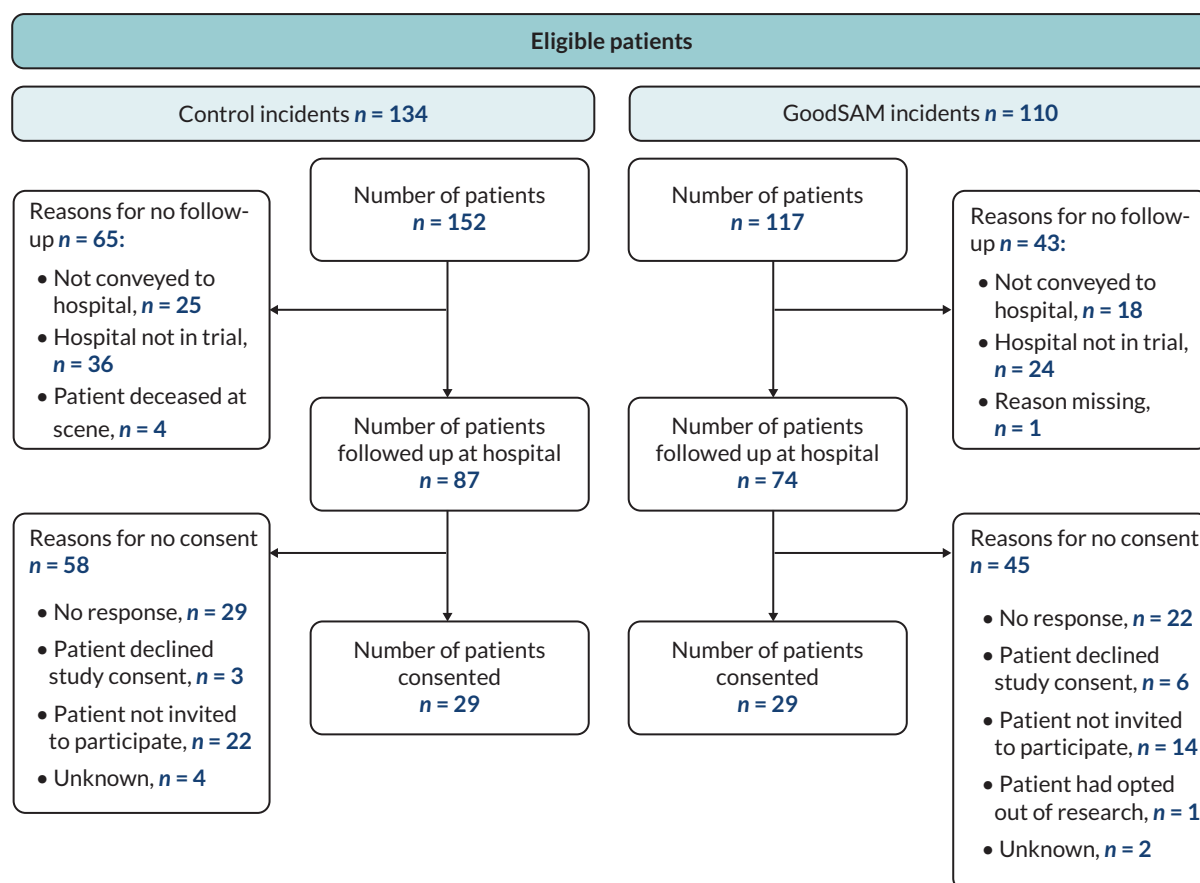 Eligible patients
Control incidents n = 134
GoodSAM incidents n = 110
Number of patients
n = 152
Number of patients
n = 117
Reasons for no follow-
up n = 65:
• Not conveyed to
hospital, n = 25
• Hospital not in trial,
n = 36
• Patient deceased at
scene, n = 4
Reasons for no follow-
up n = 43:
• Not conveyed to
hospital, n = 18
• Hospital not in trial,
n = 24
• Reason missing,
n = 1
Number of patients
followed up at hospital
n = 87
Number of patients
followed up at hospital
n = 74
Reasons for no consent
n = 58
• No response, n = 29
• Patient declined
study consent, n = 3
• Patient not invited
to participate, n = 22
• Unknown, n = 4
Reasons for no consent
n = 45
• No response, n = 22
• Patient declined
study consent, n = 6
• Patient not invited
to participate, n = 14
• Patient had opted
out of research, n = 1
• Unknown, n = 2
Number of patients
consented
n = 29
Number of patients
consented
n = 29